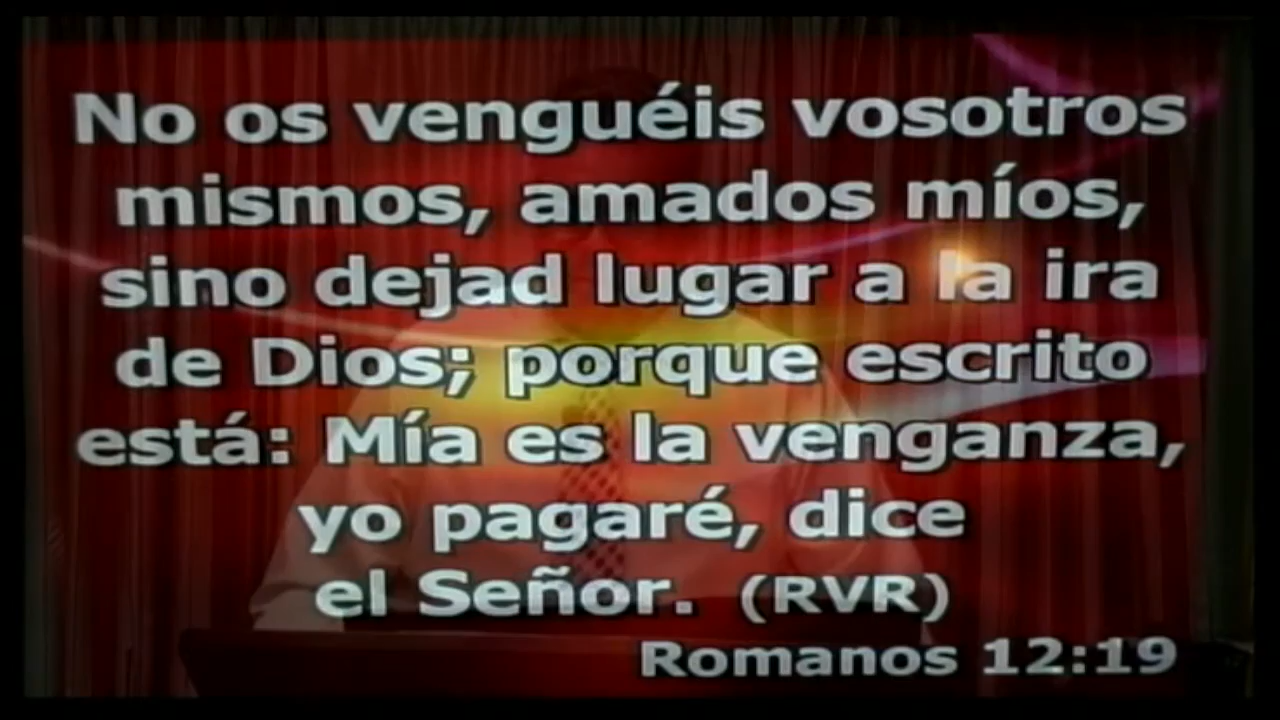 No os venguéis vosotros
mismos, amados míos,
sino dejad lugar a la ira
de Dios; porque escrito
está: Mía es la venganza,
yo pagaré, dice
el Señor. (RVR)
Romanos 12:19